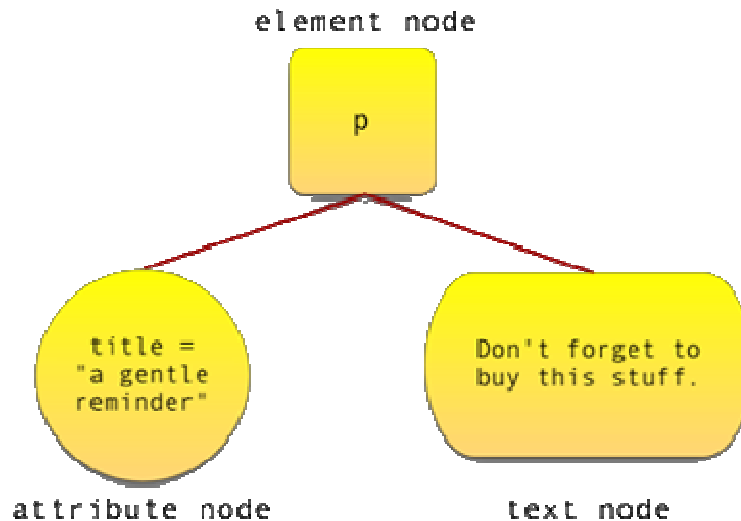 element node
p
title =
"a gentle
reminder"
Don't forget to
buy this stuff.
attribute node
text node